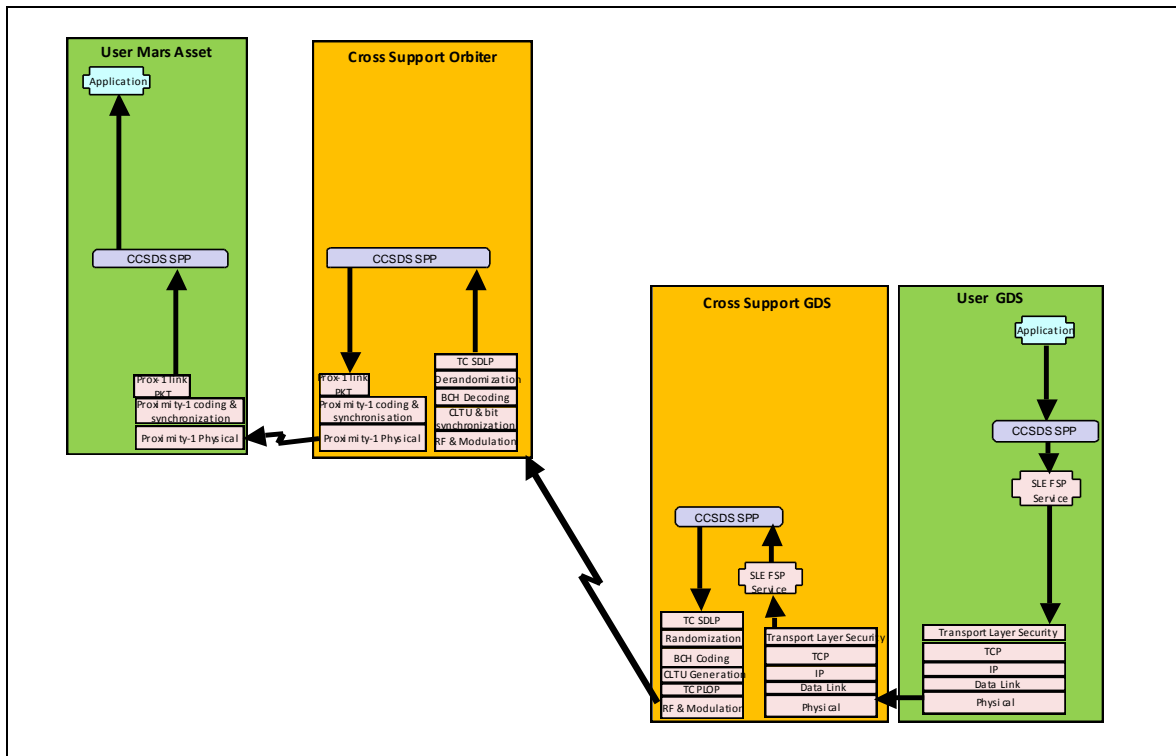 User Mars Asset
Application
CCSDS SPP
Prox-1 link
PKT
Proximity-1 coding &
synchronization
Proximity-1 Physical
Cross Support Orbiter
CCSDS SPP
Prox-1 link
PKT
Proximity-1 coding &
synchronisation
Proximity-1 Physical
TC SDLP
Derandomization
BCH Decoding
CLTU & bit
synchronization
RF & Modulation
Cross Support GDS
CCSDS SPP
SLE FSP
Service
TC SDLP
Randomization
BCH Coding
CLTU Generation
TC PLOP
RF & Modulation
Transport Layer Security
TCP
IP
Data Link
Physical
User GDS
Application
CCSDS SPP
SLE FSP
Service
Transport Layer Security
TCP
IP
Data Link
Physical